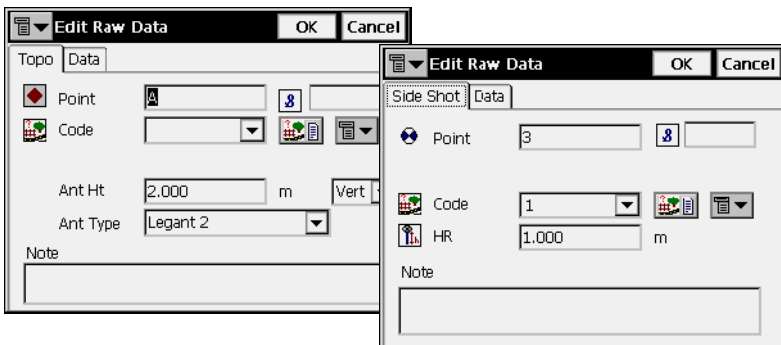 Edit Raw Data OK Cancel
Topo Data
Point A
Code
Ant Ht 2.000 m Vert
Ant Type Legant 2
Note
Edit Raw Data OK Cancel
Side Shot Data
Point 3
Code 1
HR 1.000 m
Note